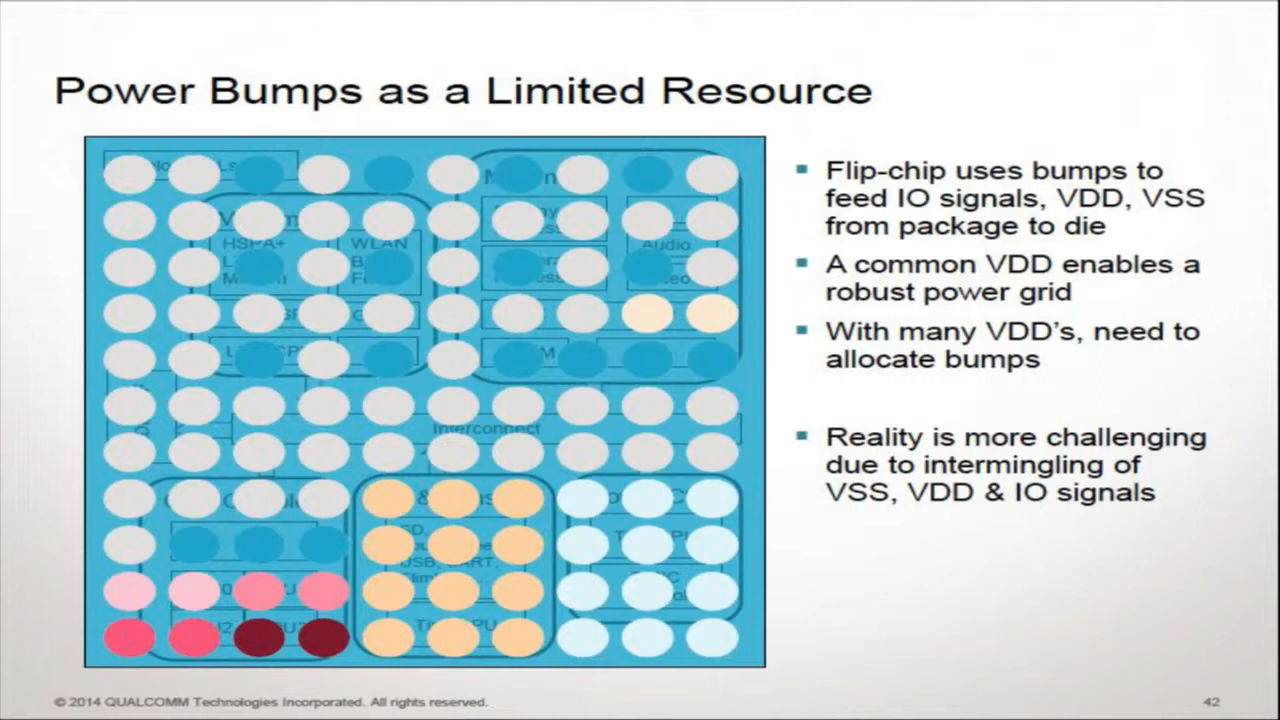 Power Bumps as a Limited Resource
Flip-chip uses bumps to
feed IO signals, VDD, VSS
from package to die
A common VDD enables a
robust power grid
With many VDD's, need to
allocate bumps
Reality is more challenging
due to intermingling of
VSS, VDD & IO signals
HSPA+
WLAN
Audio
Interconnect
SD,
USB,
© 2014 QUALCOMM Technologies Incorporated. All rights reserved.
42